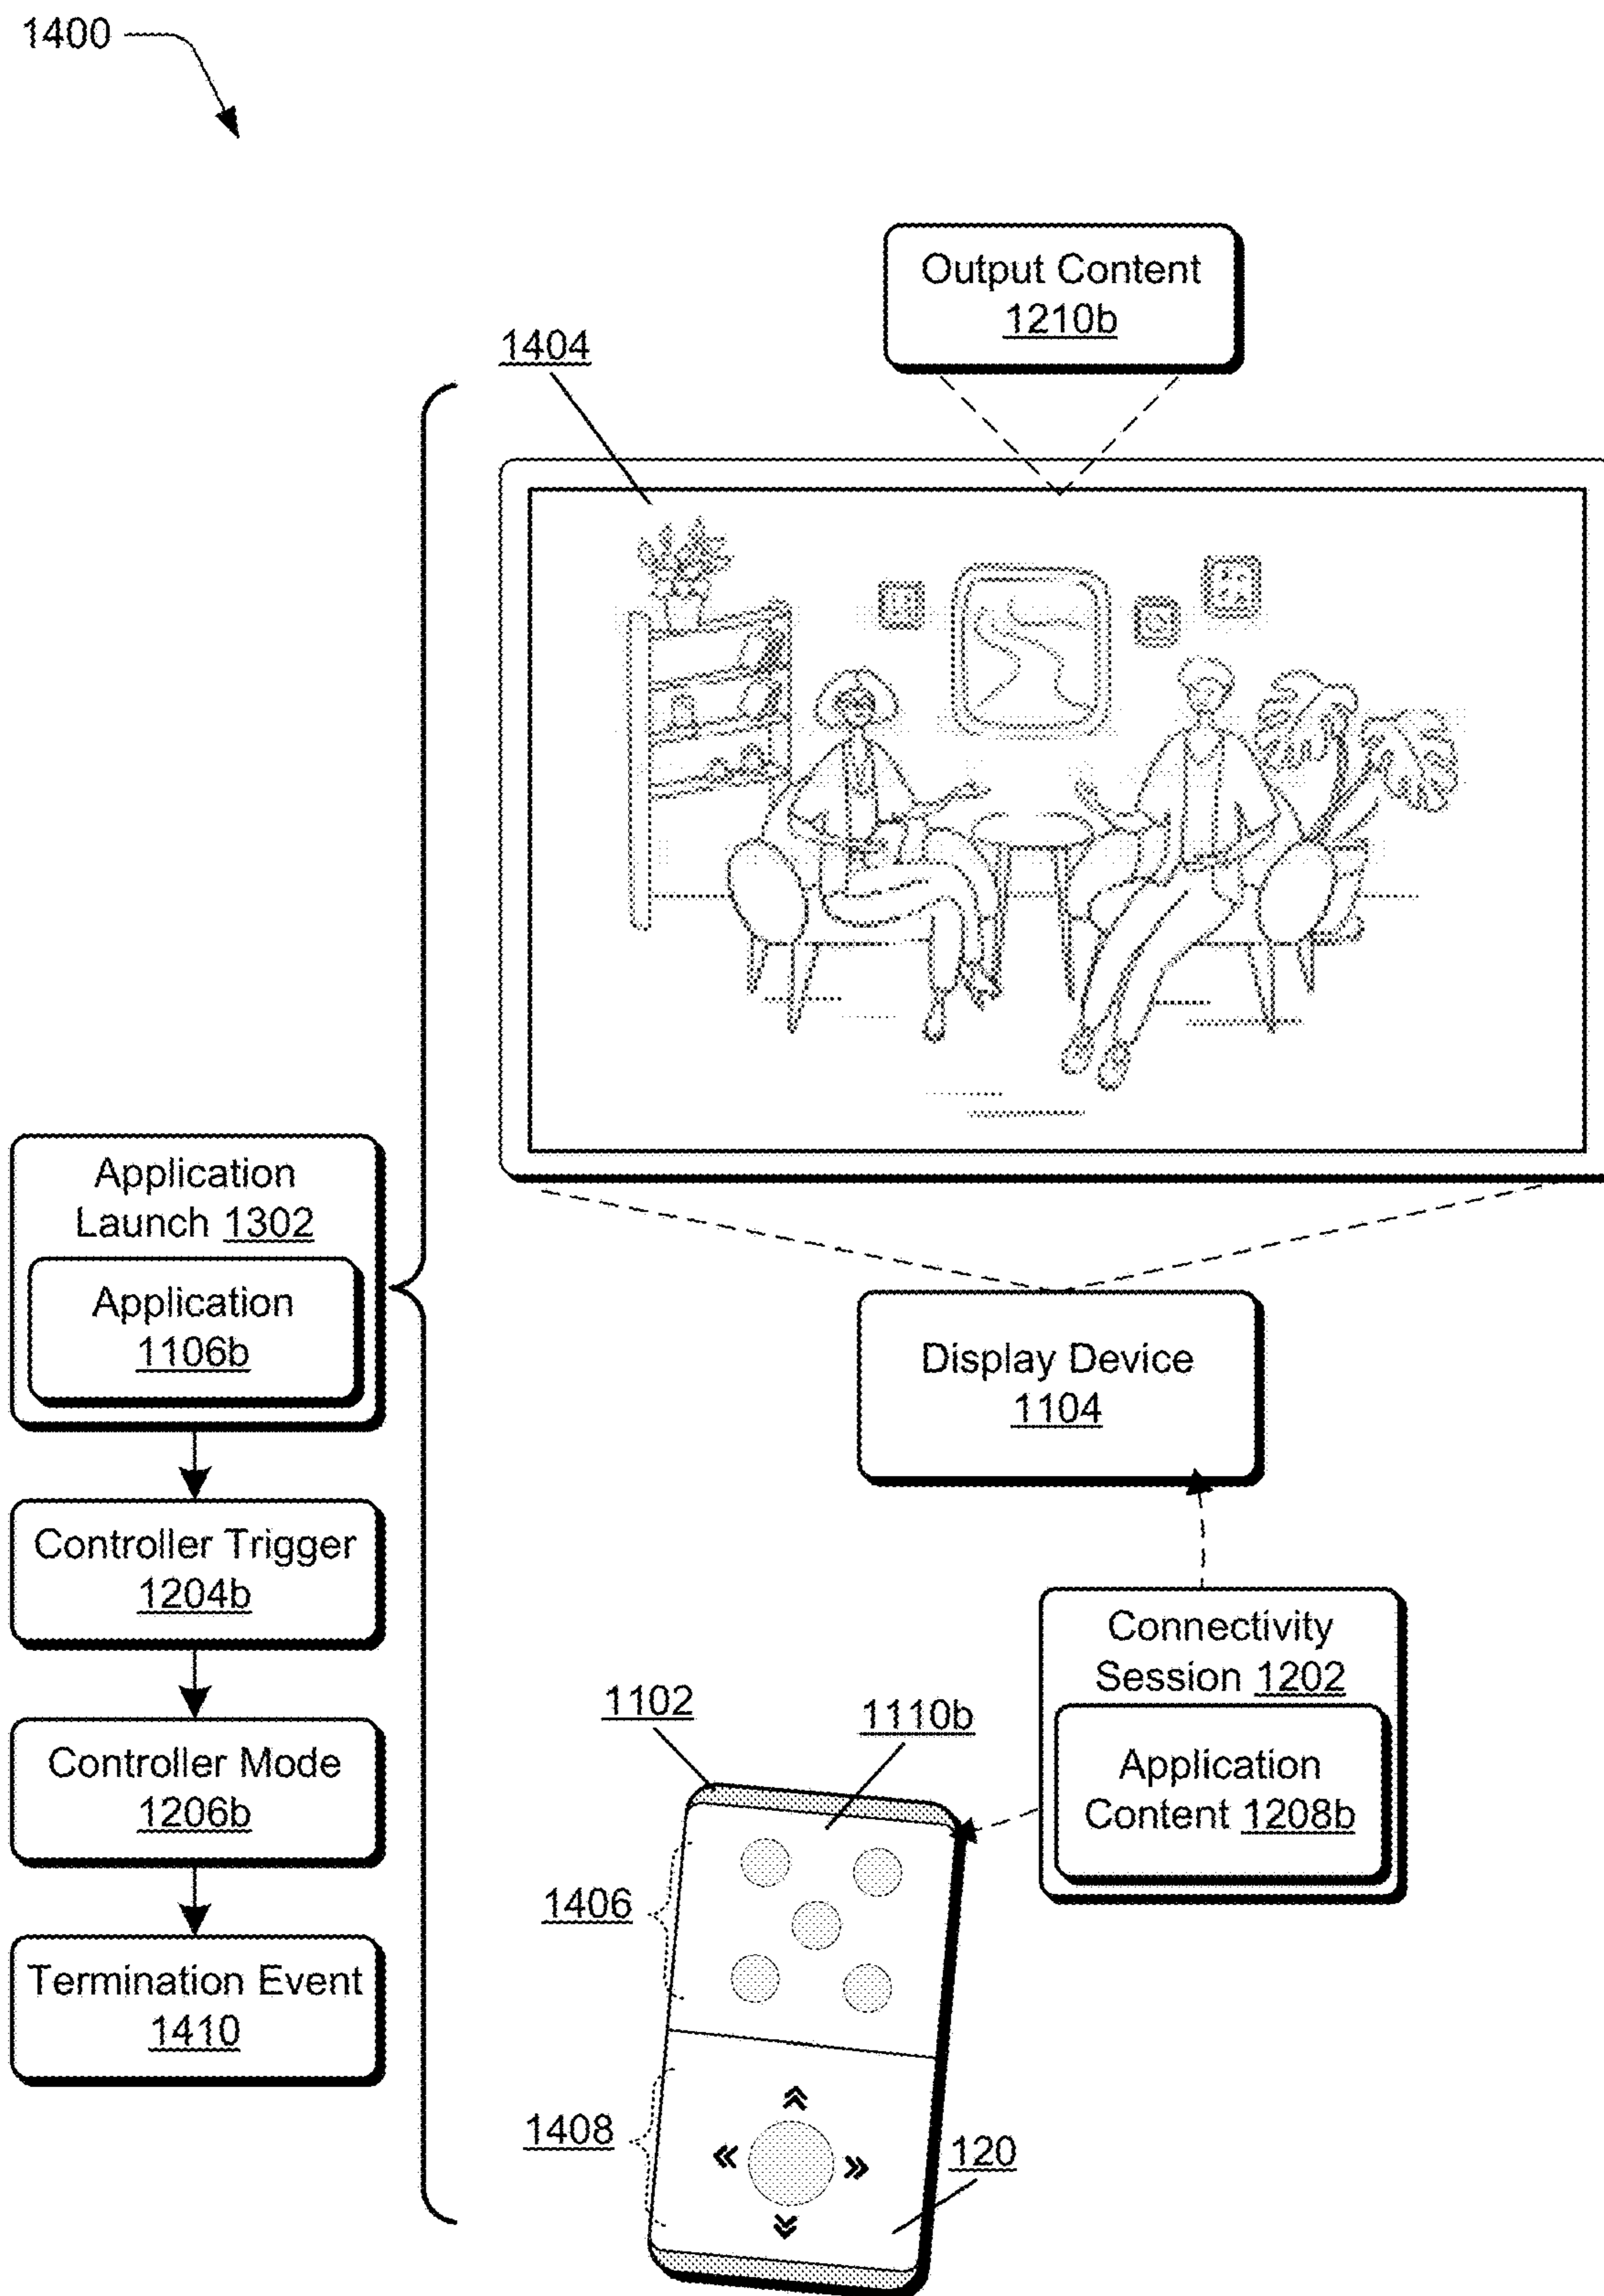 1400
Output Content
1210b
1404
Application
Launch 1302
Application
1106b
Display Device
1104
Controller Trigger
1204b
Connectivity
Session 1202
Application
Content 1208b
1102
1110b
Controller Mode
1206b
1406
Termination Event
1410
1408
120